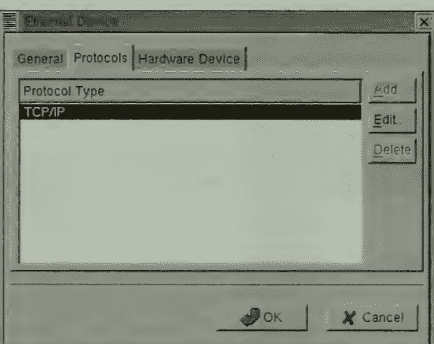 Ethernet Device
General Protocols Hardware Device
Protocol Type
Add
TCP/IP
Edit..
Delete
OK
Cancel